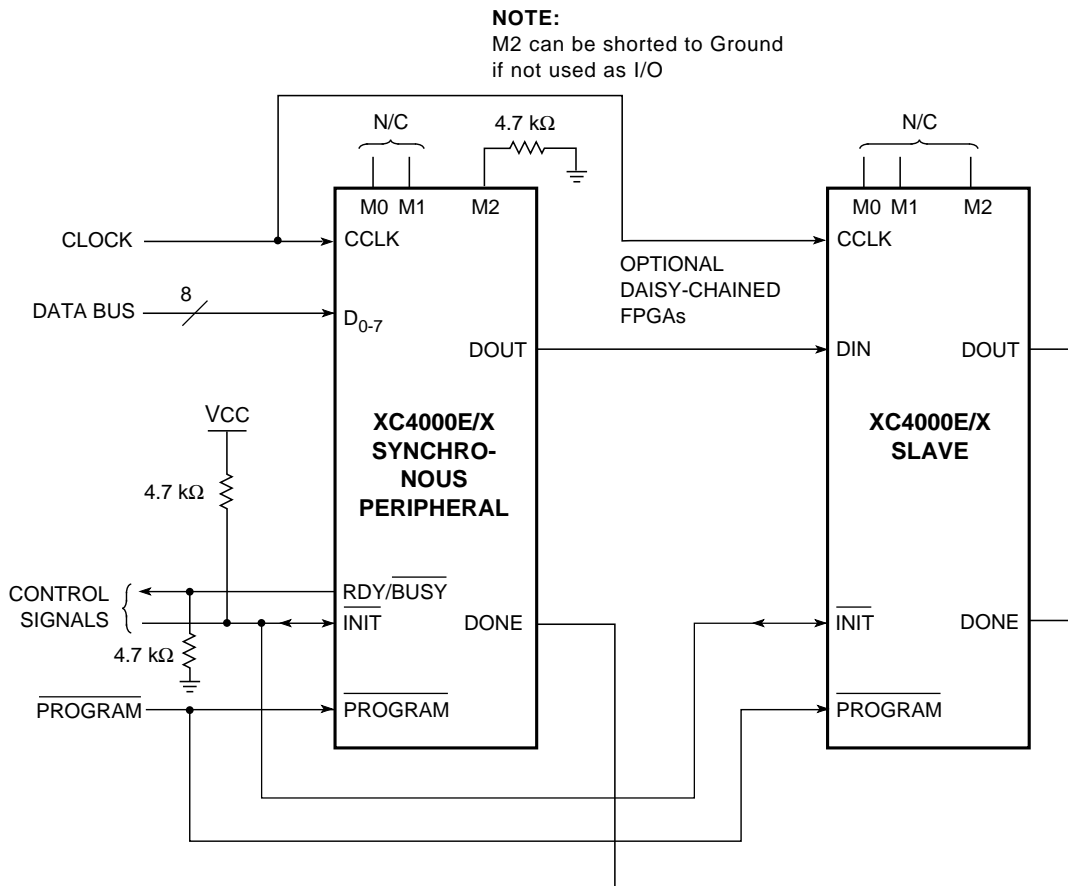 NOTE:
M2 can be shorted to Ground
if not used as I/O
N/C
4.7 kΩ
N/C
M0 M1
M2
M0 M1
M2
CLOCK
CCLK
CCLK
OPTIONAL
DAISY-CHAINED
FPGAs
DATA BUS
8
D0-7
DOUT
DIN
DOUT
VCC
4.7 kΩ
XC4000E/X
SYNCHRO-
NOUS
PERIPHERAL
XC4000E/X
SLAVE
CONTROL
SIGNALS
RDY/BUSY
INIT
DONE
INIT
DONE
4.7 kΩ
PROGRAM
PROGRAM
PROGRAM